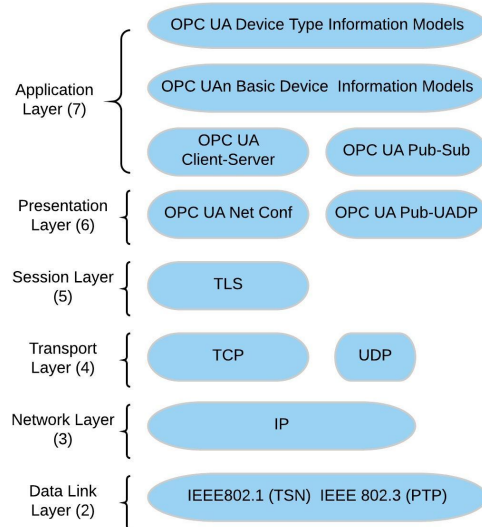 OPC UA Device Type Information Models
Application
Layer (7)
OPC UAn Basic Device  Information Models
OPC UA
Client-Server
OPC UA Pub-Sub
Presentation
Layer (6)
OPC UA Net Conf
OPC UA Pub-UADP
Session Layer
(5)
TLS
Transport
Layer (4)
TCP
UDP
Network Layer
(3)
IP
Data Link
Layer (2)
IEEE802.1 (TSN)  IEEE 802.3 (PTP)